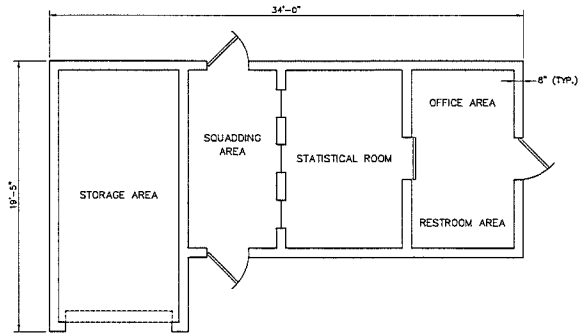 34'-0"
8" (TYP.)
OFFICE AREA
SQUADDING
AREA
STATISTICAL ROOM
19'-5"
STORAGE AREA
RESTROOM AREA